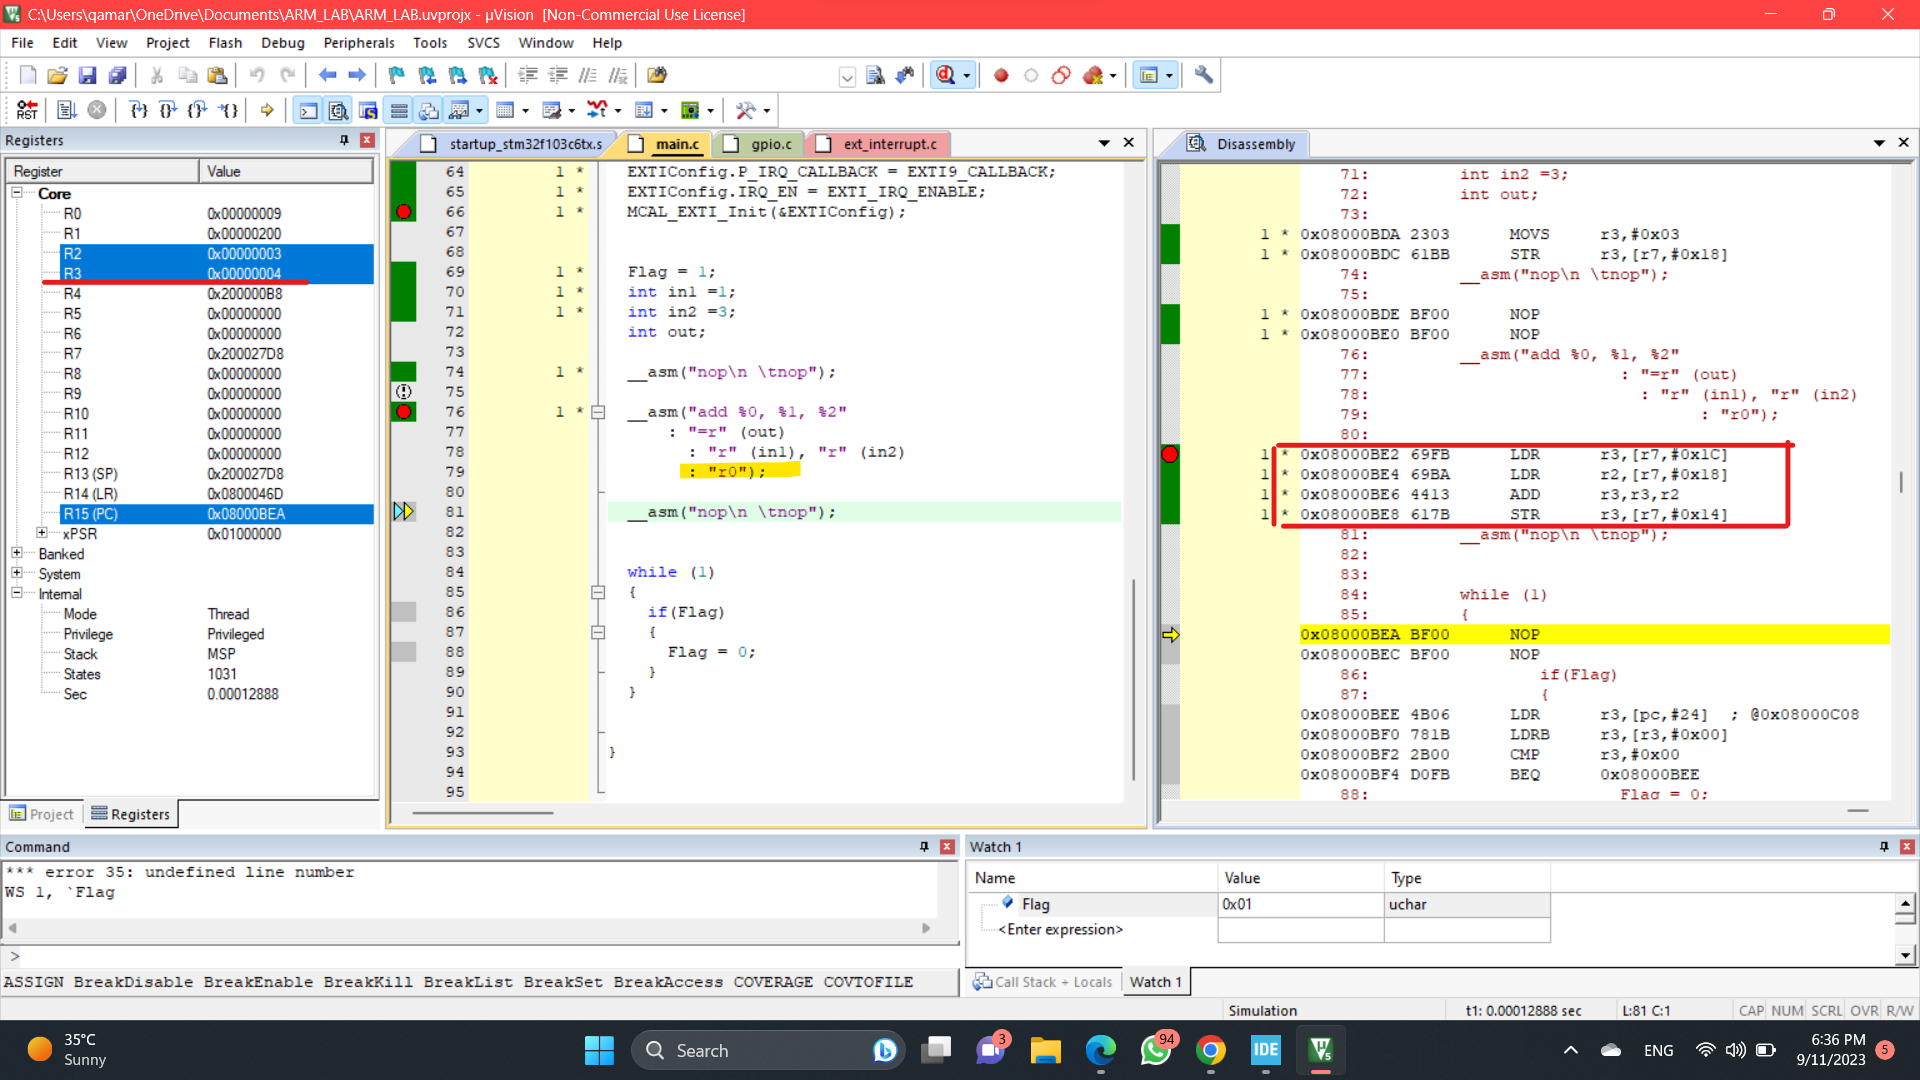 C:\Users\qamar\OneDrive\Documents\ARM_LAB\ARM_LAB.uvprojx - µVision  [Non-Commercial Use License]
File Edit View Project Flash Debug Peripherals Tools SVCS Window Help
RST
Registers
Register Value
Core
R0 0x00000009
R1 0x00000200
R2 0x00000003
R3 0x00000004
R4 0x200000B8
R5 0x00000000
R6 0x00000000
R7 0x200027D8
R8 0x00000000
R9 0x00000000
R10 0x00000000
R11 0x00000000
R12 0x00000000
R13 (SP) 0x200027D8
R14 (LR) 0x0800046D
R15 (PC) 0x08000BEA
xPSR 0x01000000
Banked
System
Internal
Mode Thread
Privilege Privileged
Stack MSP
States 1031
Sec 0.00012888
Project Registers
startup_stm32f103c6tx.s main.c gpio.c ext_interrupt.c
64 1 * EXTIConfig.P_IRQ_CALLBACK = EXTI9_CALLBACK;
65 1 * EXTIConfig.IRQ_EN = EXTI_IRQ_ENABLE;
66 1 * MCAL_EXTI_Init(&EXTIConfig);
67
68
69 1 * Flag = 1;
70 1 * int in1 =1;
71 1 * int in2 =3;
72 int out;
73
74 1 * __asm("nop\n \tnop");
75
76 1 * __asm("add %0, %1, %2"
77 : "=r" (out)
78 : "r" (in1), "r" (in2)
79 : "r0");
80
81 __asm("nop\n \tnop");
82
83
84 while (1)
85 {
86 if(Flag)
87 {
88 Flag = 0;
89 }
90 }
91
92
93 }
94
95
Disassembly
71: int in2 =3;
72: int out;
73:
1 * 0x08000BDA 2303 MOVS r3,#0x03
1 * 0x08000BDC 61BB STR r3,[r7,#0x18]
74: __asm("nop\n \tnop");
75:
1 * 0x08000BDE BF00 NOP
1 * 0x08000BE0 BF00 NOP
76: __asm("add %0, %1, %2"
77: : "=r" (out)
78: : "r" (in1), "r" (in2)
79: : "r0");
80:
1 * 0x08000BE2 69FB LDR r3,[r7,#0x1C]
1 * 0x08000BE4 69BA LDR r2,[r7,#0x18]
1 * 0x08000BE6 4413 ADD r3,r3,r2
1 * 0x08000BE8 617B STR r3,[r7,#0x14]
81: __asm("nop\n \tnop");
82:
83:
84: while (1)
85: {
0x08000BEA BF00 NOP
0x08000BEC BF00 NOP
86: if(Flag)
87: {
0x08000BEE 4B06 LDR r3,[pc,#24] ; @0x08000C08
0x08000BF0 781B LDRB r3,[r3,#0x00]
0x08000BF2 2B00 CMP r3,#0x00
0x08000BF4 D0FB BEQ 0x08000BEE
88: Flag = 0;
Command
*** error 35: undefined line number
WS 1, `Flag
>
ASSIGN BreakDisable BreakEnable BreakKill BreakList BreakSet BreakAccess COVERAGE COVTOFILE
Watch 1
Name Value Type
Flag 0x01 uchar
<Enter expression>
Call Stack + Locals Watch 1
Simulation t1: 0.00012888 sec L:81 C:1 CAP NUM SCRL OVR R/W
35°C
Sunny
Search
3
94
IDE
ENG
6:36 PM
9/11/2023
5